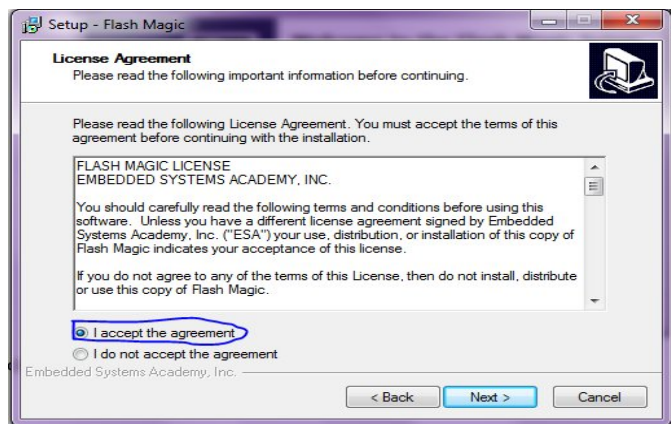 Setup - Flash Magic
License Agreement
Please read the following important information before continuing.
Please read the following License Agreement. You must accept the terms of this
agreement before continuing with the installation.
FLASH MAGIC LICENSE
EMBEDDED SYSTEMS ACADEMY, INC.
You should carefully read the following terms and conditions before using this
software. Unless you have a different license agreement signed by Embedded
Systems Academy, Inc. ("ESA") your use, distribution, or installation of this copy of
Flash Magic indicates your acceptance of this license.
If you do not agree to any of the terms of this License, then do not install, distribute
or use this copy of Flash Magic.
I accept the agreement
I do not accept the agreement
Embedded Systems Academy, Inc.
< Back Next > Cancel